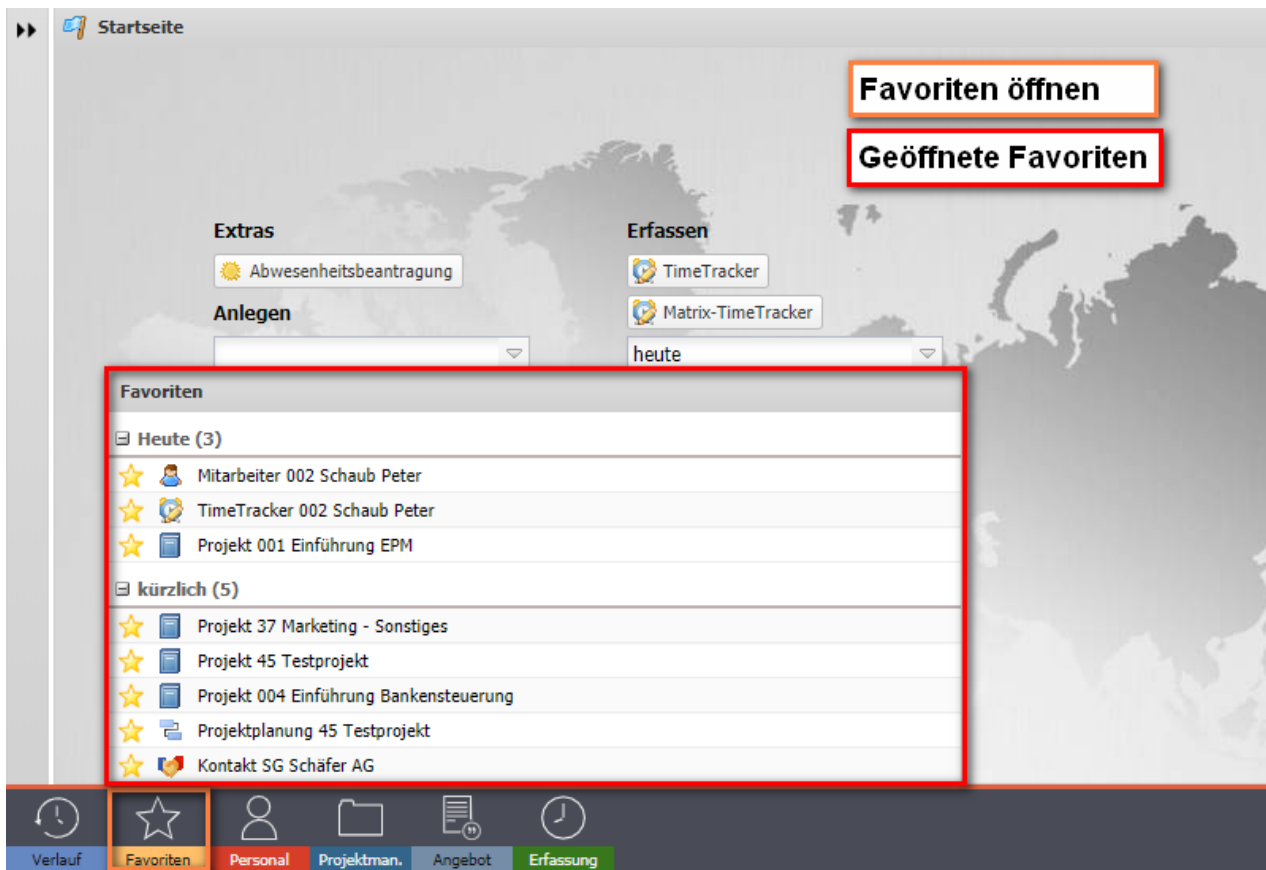 Startseite
Favoriten öffnen
Geöffnete Favoriten
Extras
Abwesenheitsbeantragung
Anlegen
Erfassen
TimeTracker
Matrix-TimeTracker
heute
Favoriten
Heute (3)
Mitarbeiter 002 Schaub Peter
TimeTracker 002 Schaub Peter
Projekt 001 Einführung EPM
kürzlich (5)
Projekt 37 Marketing - Sonstiges
Projekt 45 Testprojekt
Projekt 004 Einführung Bankensteuerung
Projektplanung 45 Testprojekt
Kontakt SG Schäfer AG
Verlauf
Favoriten
Personal
Projektman.
Angebot
Erfassung